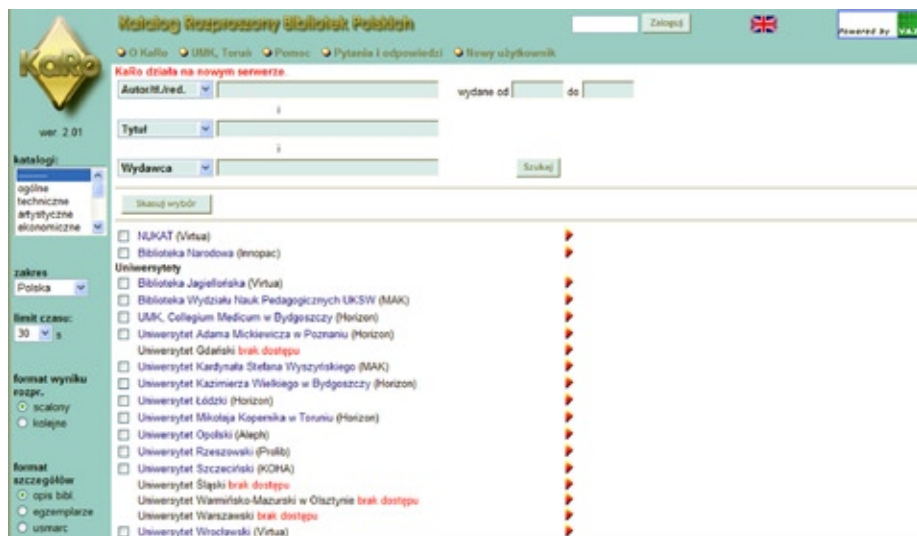 Katalog Rozproszony Bibliotek Polskich
Zaloguj
Powered by
KaRo
wer. 2.01
O KaRo UMK, Toruń Pomoc Pytania i odpowiedzi Nowy użytkownik
KaRo działa na nowym serwerze.
Autor/tł./red.
wydane od do
i
Tytuł
i
Wydawca
Szukaj
Skasuj wybór
katalogi:
--------
ogólne
techniczne
artystyczne
ekonomiczne
zakres
Polska
limit czasu:
30 s
format wyniku
rozpr.
scalony
kolejne
format
szczegółów
opis bibl.
egzemplarze
usmarc
NUKAT (Virtua)
Biblioteka Narodowa (Innopac)
Uniwersytety
Biblioteka Jagiellońska (Virtua)
Biblioteka Wydziału Nauk Pedagogicznych UKSW (MAK)
UMK, Collegium Medicum w Bydgoszczy (Horizon)
Uniwersytet Adama Mickiewicza w Poznaniu (Horizon)
Uniwersytet Gdański brak dostępu
Uniwersytet Kardynała Stefana Wyszyńskiego (MAK)
Uniwersytet Kazimierza Wielkiego w Bydgoszczy (Horizon)
Uniwersytet Łódzki (Horizon)
Uniwersytet Mikołaja Kopernika w Toruniu (Horizon)
Uniwersytet Opolski (Aleph)
Uniwersytet Rzeszowski (Prolib)
Uniwersytet Szczeciński (KOHA)
Uniwersytet Śląski brak dostępu
Uniwersytet Warmińsko-Mazurski w Olsztynie brak dostępu
Uniwersytet Warszawski brak dostępu
Uniwersytet Wrocławski (Virtua)